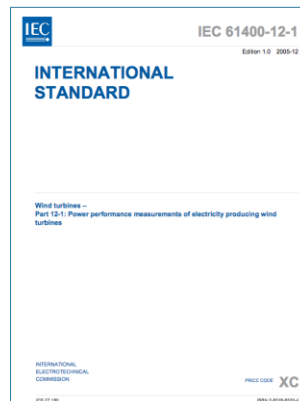 IEC
IEC 61400-12-1
Edition 1.0 2005-12
INTERNATIONAL
STANDARD
Wind turbines –
Part 12-1: Power performance measurements of electricity producing wind
turbines
INTERNATIONAL
ELECTROTECHNICAL
COMMISSION
PRICE CODE XC